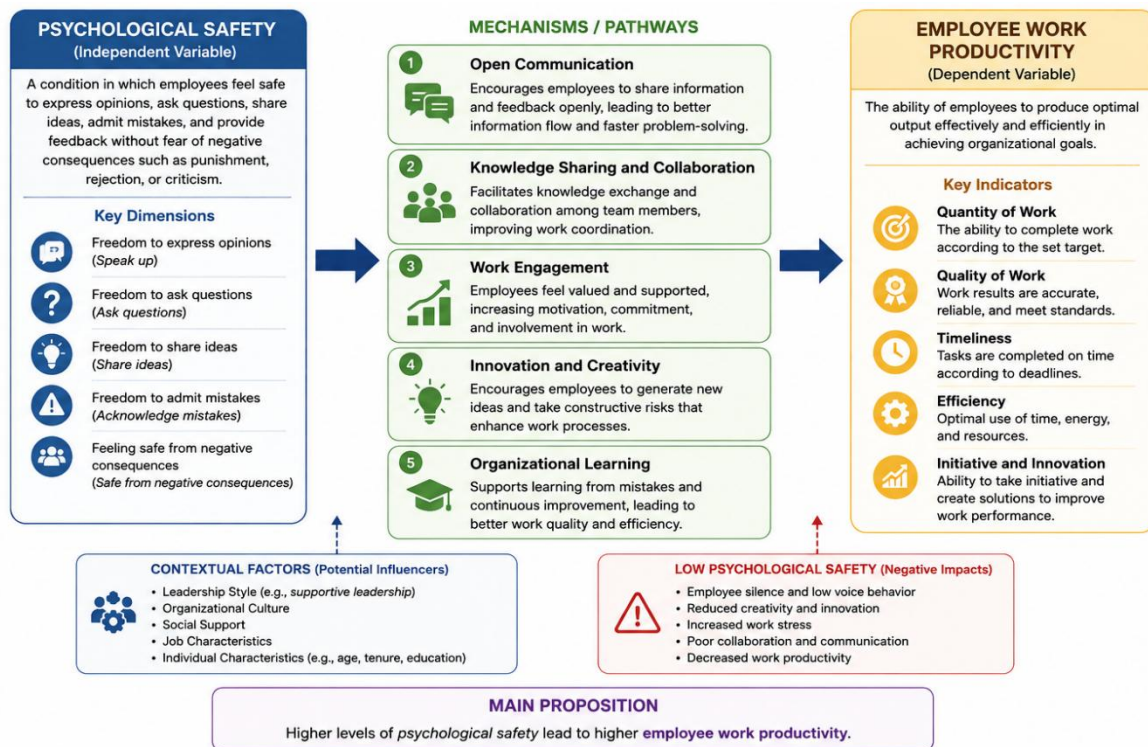 PSYCHOLOGICAL SAFETY
(Independent Variable)
A condition in which employees feel safe
to express opinions, ask questions, share
ideas, admit mistakes, and provide
feedback without fear of negative
consequences such as punishment,
rejection, or criticism.
Key Dimensions
Freedom to express opinions
(Speak up)
?
Freedom to ask questions
(Ask questions)
Freedom to share ideas
(Share ideas)
Freedom to admit mistakes
(Acknowledge mistakes)
Feeling safe from negative
consequences
(Safe from negative consequences)
MECHANISMS / PATHWAYS
1
Open Communication
Encourages employees to share information
and feedback openly, leading to better
information flow and faster problem-solving.
2
Knowledge Sharing and Collaboration
Facilitates knowledge exchange and
collaboration among team members,
improving work coordination.
3
Work Engagement
Employees feel valued and supported,
increasing motivation, commitment,
and involvement in work.
4
Innovation and Creativity
Encourages employees to generate new
ideas and take constructive risks that
enhance work processes.
5
Organizational Learning
Supports learning from mistakes and
continuous improvement, leading to
better work quality and efficiency.
EMPLOYEE WORK
PRODUCTIVITY
(Dependent Variable)
The ability of employees to produce optimal
output effectively and efficiently in
achieving organizational goals.
Key Indicators
Quantity of Work
The ability to complete work
according to the set target.
Quality of Work
Work results are accurate,
reliable, and meet standards.
Timeliness
Tasks are completed on time
according to deadlines.
Efficiency
Optimal use of time, energy,
and resources.
Initiative and Innovation
Ability to take initiative and
create solutions to improve
work performance.
CONTEXTUAL FACTORS (Potential Influencers)
• Leadership Style (e.g., supportive leadership)
• Organizational Culture
• Social Support
• Job Characteristics
• Individual Characteristics (e.g., age, tenure, education)
LOW PSYCHOLOGICAL SAFETY (Negative Impacts)
• Employee silence and low voice behavior
• Reduced creativity and innovation
• Increased work stress
• Poor collaboration and communication
• Decreased work productivity
MAIN PROPOSITION
Higher levels of psychological safety lead to higher employee work productivity.